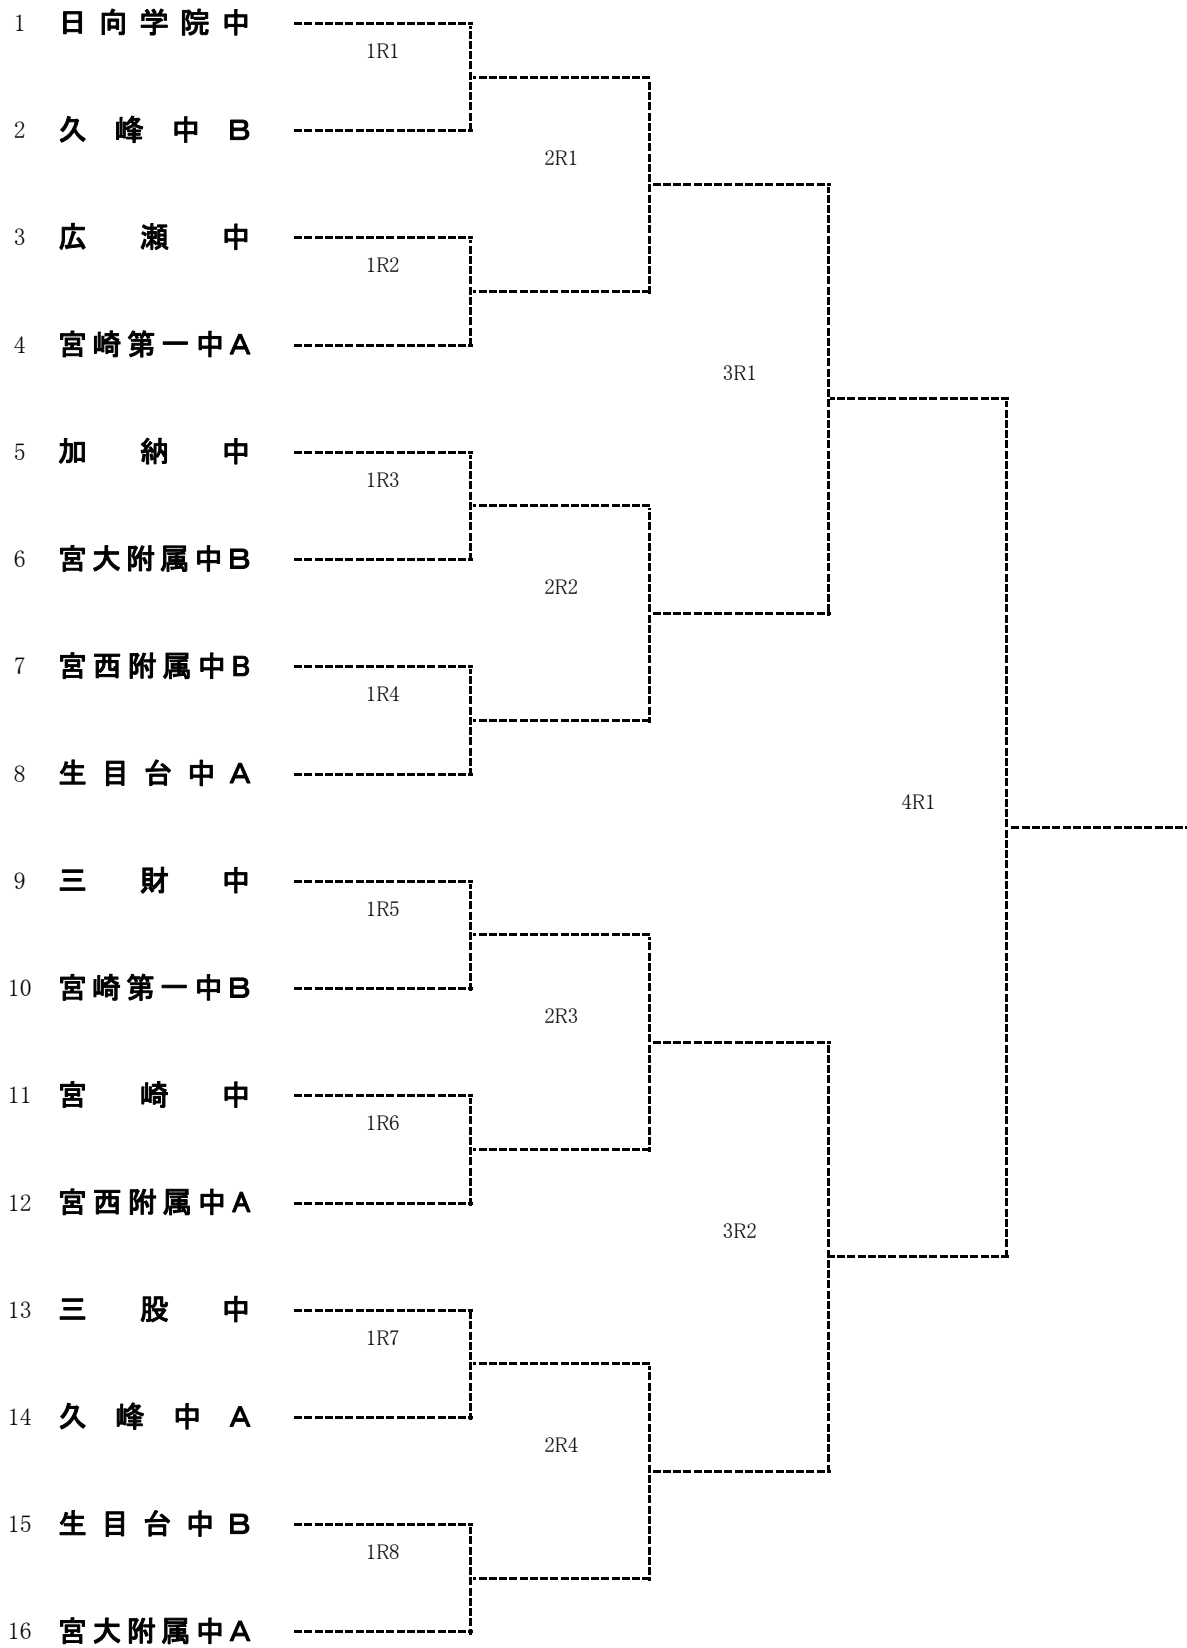 1 日向学院中
1R1
2 久峰中B
2R1
3 広瀬中
1R2
4 宮崎第一中A
3R1
5 加納中
1R3
6 宮大附属中B
2R2
7 宮西附属中B
1R4
8 生目台中A
4R1
9 三財中
1R5
10 宮崎第一中B
2R3
11 宮崎中
1R6
12 宮西附属中A
3R2
13 三股中
1R7
14 久峰中A
2R4
15 生目台中B
1R8
16 宮大附属中A